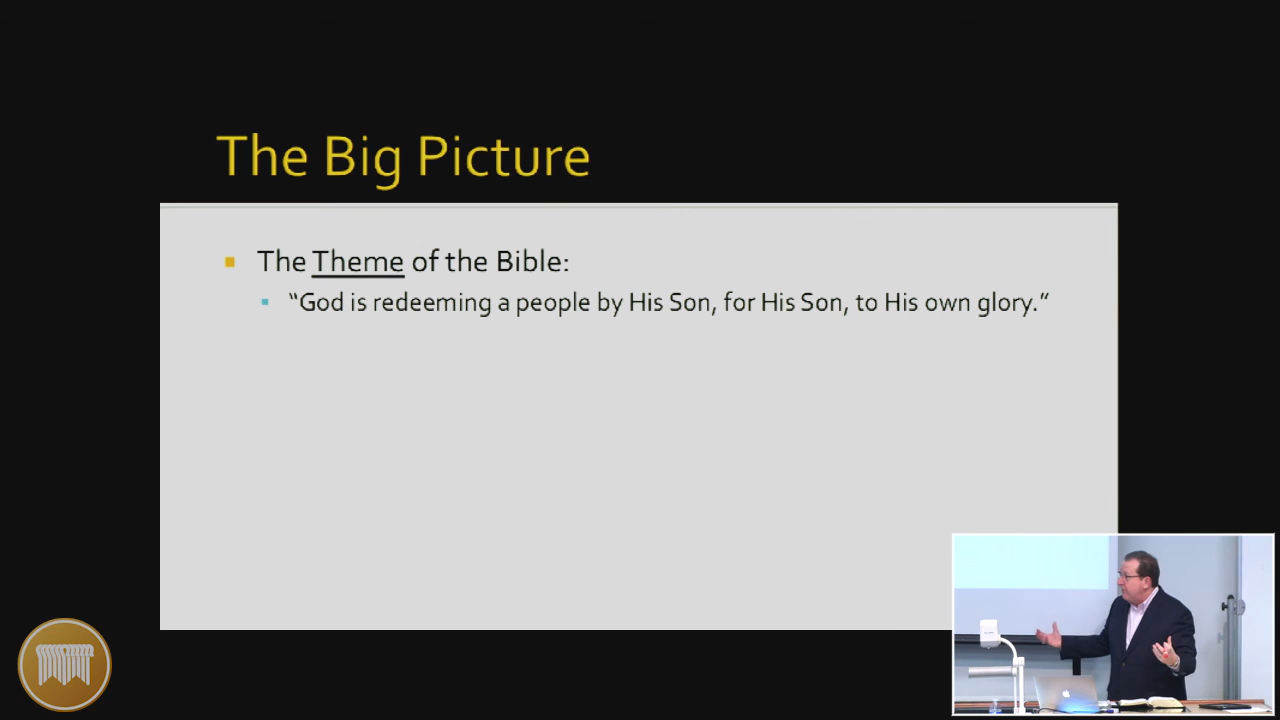 The Big Picture
The Theme of the Bible:
“God is redeeming a people by His Son, for His Son, to His own glory.”